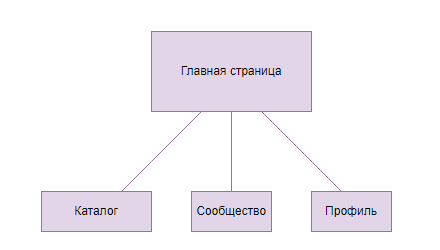 Главная страница
Каталог
Сообщество
Профиль